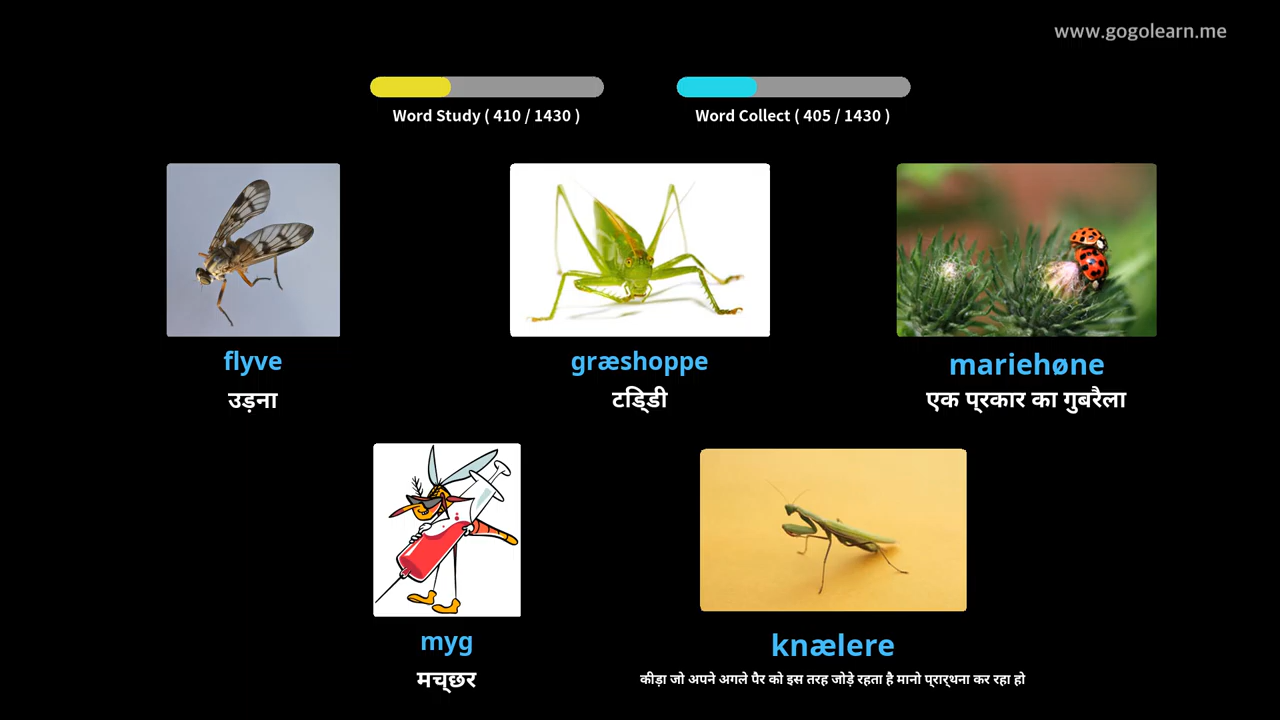 www.gogolearn.me
Word Study ( 410 / 1430 )
Word Collect ( 405 / 1430 )
flyve
græshoppe
mariehøne
उड़ना
टिड्डी
एक प्रकार का गुबरैला
myg
knælere
मच्छर
कीड़ा जो अपने अगले पैर को इस तरह जोड़े रहता है मानो प्रार्थना कर रहा हो